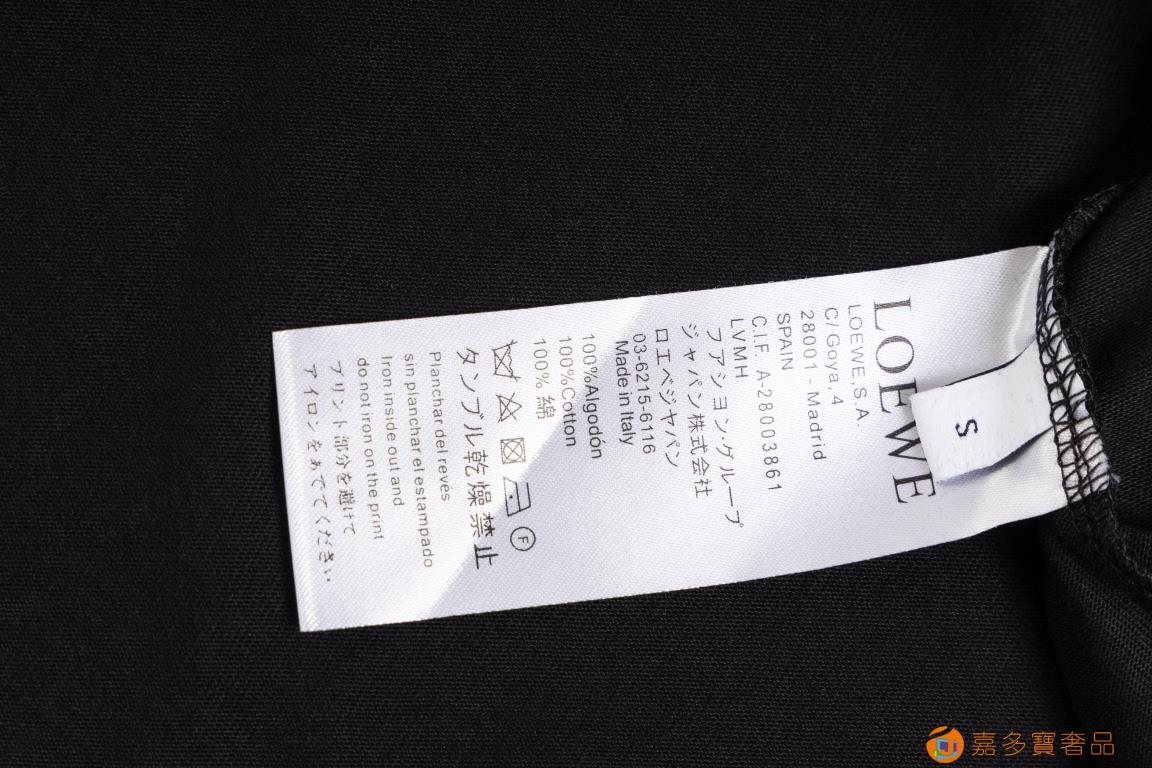 LOEWE
S
LOEWE,S.A.
C/Goya,4
28001-Madrid
SPAIN
C.I.F. A-28003861
LVMH
ファション・グループ
ジャパン株式会社
ロエベジャパン
03-6215-6116
Made in Italy
100%Algodón
100%Cotton
100% 綿
F
タンブル乾燥禁止
Planchar del revés
sin planchar el estampado
Iron inside out and
do not iron on the print
プリント部分を避けて
アイロンをあててください
嘉多寶奢品